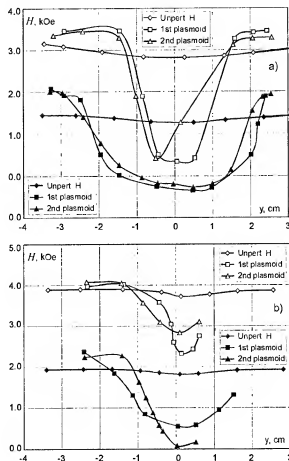 H, kOe
4.0
3.0
2.0
1.0
0.0
Unpert H
1st plasmoid
2nd plasmoid
a)
Unpert H
1st plasmoid
2nd plasmoid
y, cm
-4 -3 -2 -1 0 1 2 3
H, kOe
5.0
4.0
3.0
2.0
1.0
0.0
Unpert H
1st plasmoid
2nd plasmoid
b)
Unpert H
1st plasmoid
2nd plasmoid
y, cm
-4 -3 -2 -1 0 1 2 3